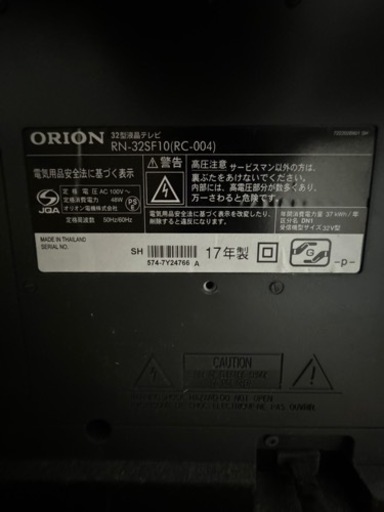 ORION
32型液晶テレビ
RN-32SF10(RC-004)
電気用品安全法に基づく表示
定格電圧 AC100V~
定格消費電力 48W
オリオン電機株式会社
定格周波数 50Hz/60Hz
JQA
PS
E
警告
高圧注意 サービスマン以外の方は、
裏ぶたをあけないでください。
内部には、高電圧部分が数多くあり、
万一さわると危険です。
年間消費電力量 37kWh/年
区分名 DN1
受信機型サイズ 32V型
MADE IN THAILAND
SERIAL NO.
SH
574-7Y24766 A
17年製
G
-p-
CAUTION